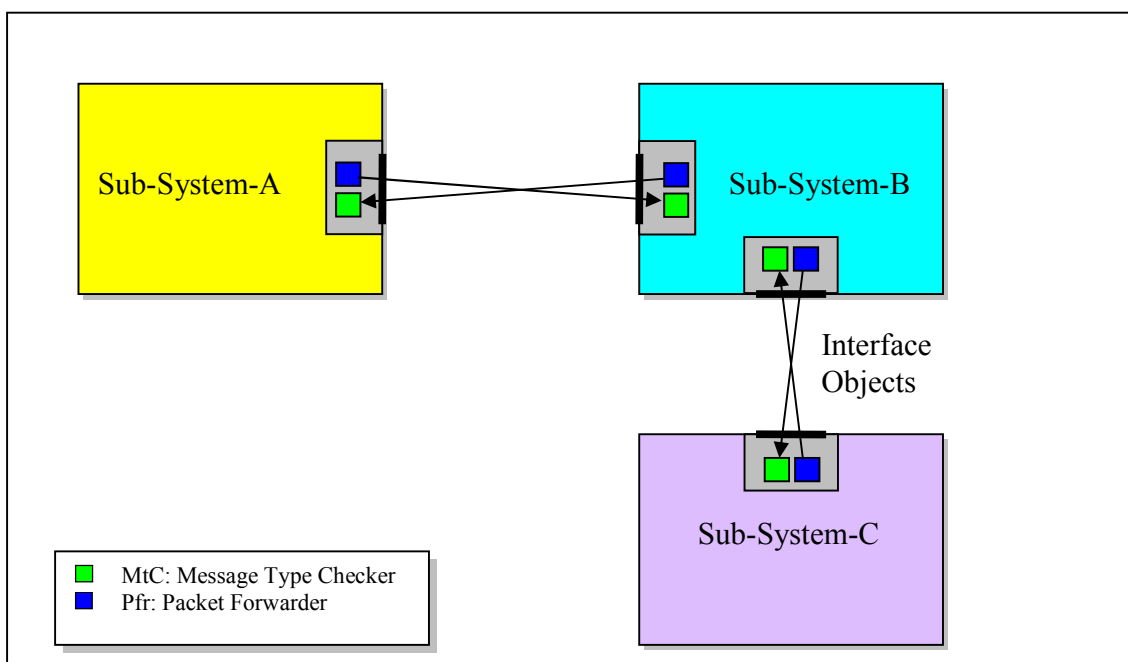 Sub-System-A
Sub-System-B
Interface
Objects
Sub-System-C
MtC: Message Type Checker
Pfr: Packet Forwarder